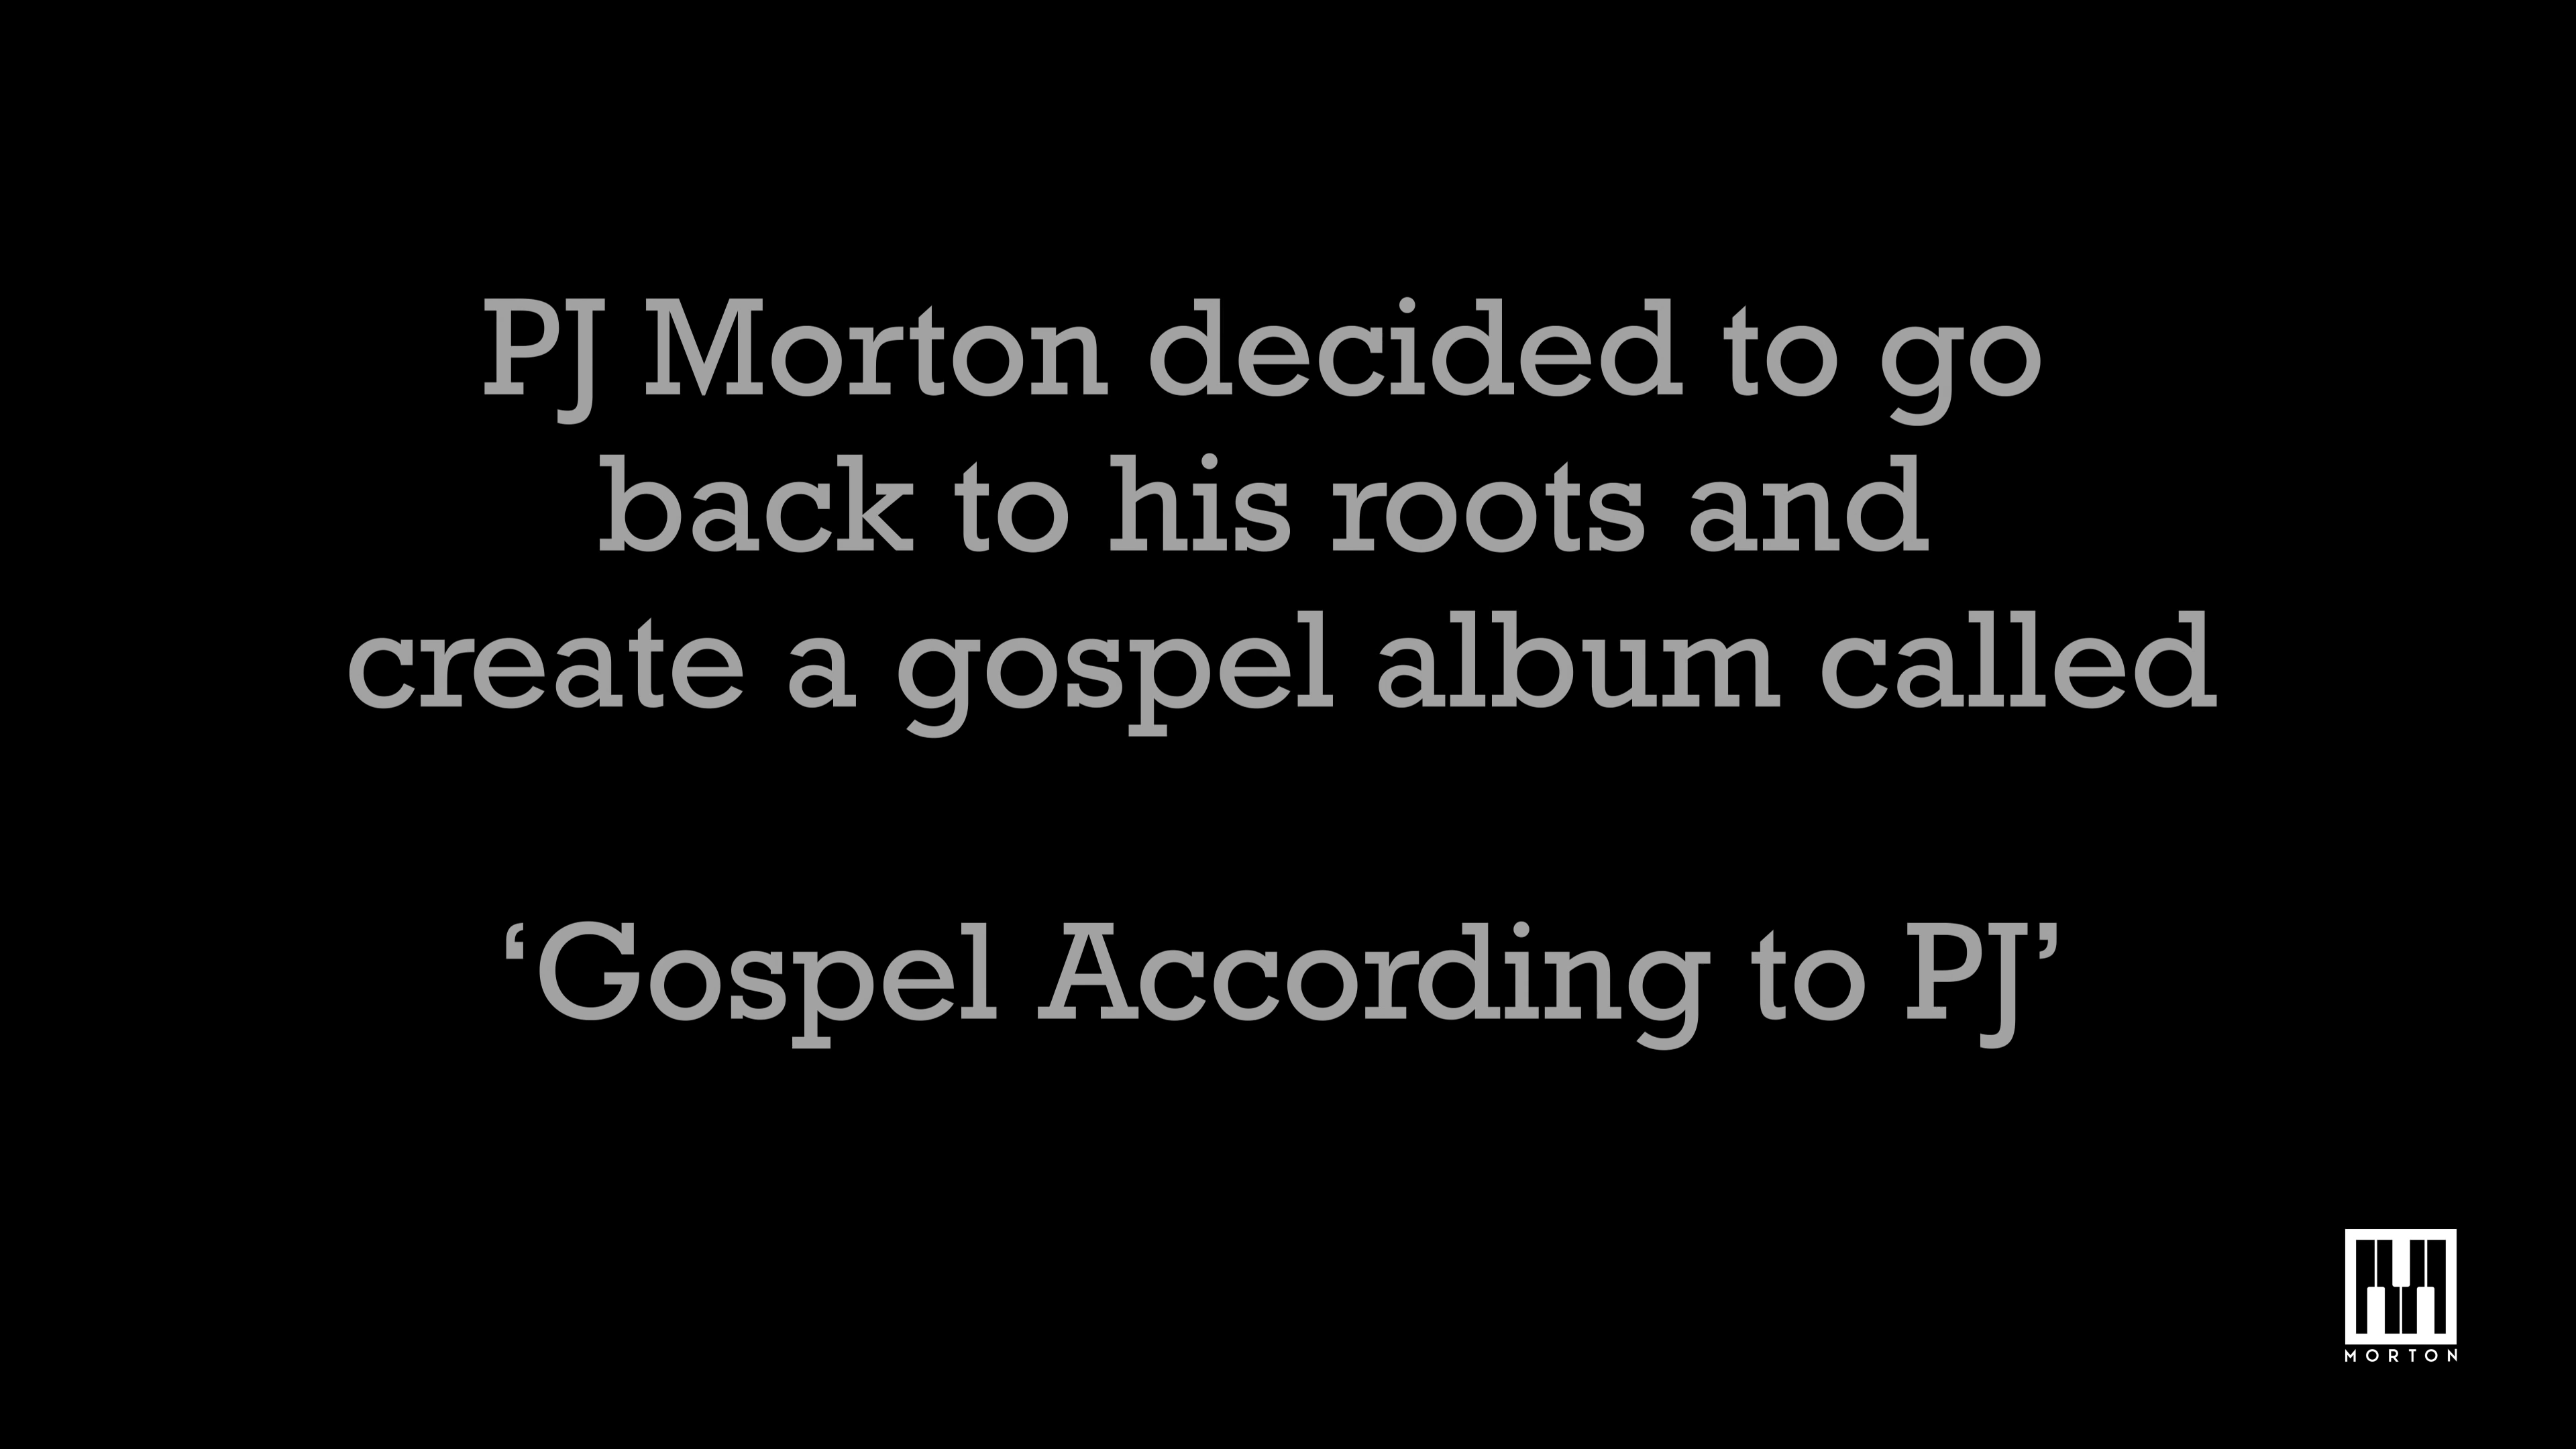 PJ Morton decided to go
back to his roots and
create a gospel album called
‘Gospel According to PJ’
MORTON